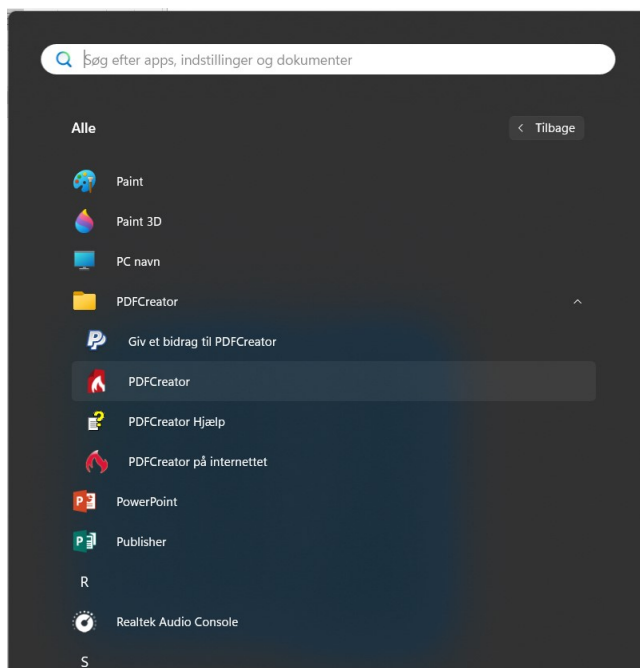 Søg efter apps, indstillinger og dokumenter
Alle
Tilbage
Paint
Paint 3D
PC navn
PDFCreator
Giv et bidrag til PDFCreator
PDFCreator
PDFCreator Hjælp
PDFCreator på internettet
PowerPoint
Publisher
R
Realtek Audio Console
S